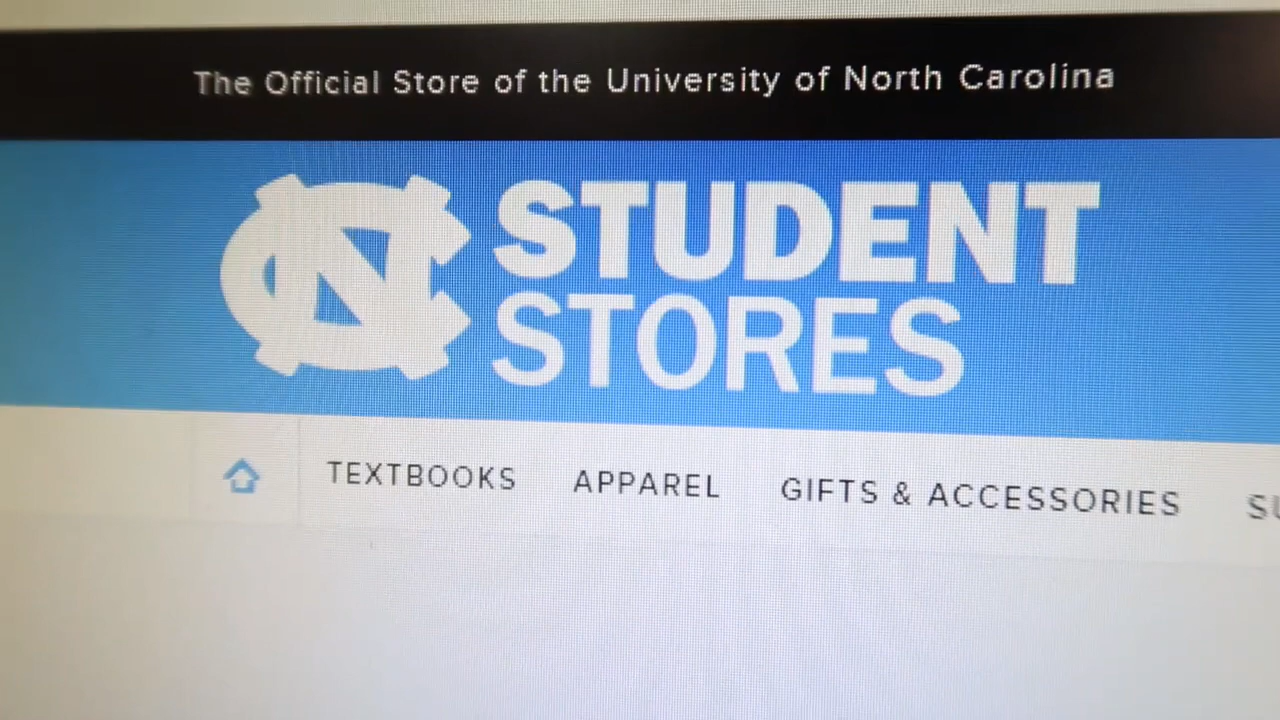 The Official Store of the University of North Carolina
NC STUDENT
STORES
TEXTBOOKS APPAREL GIFTS & ACCESSORIES